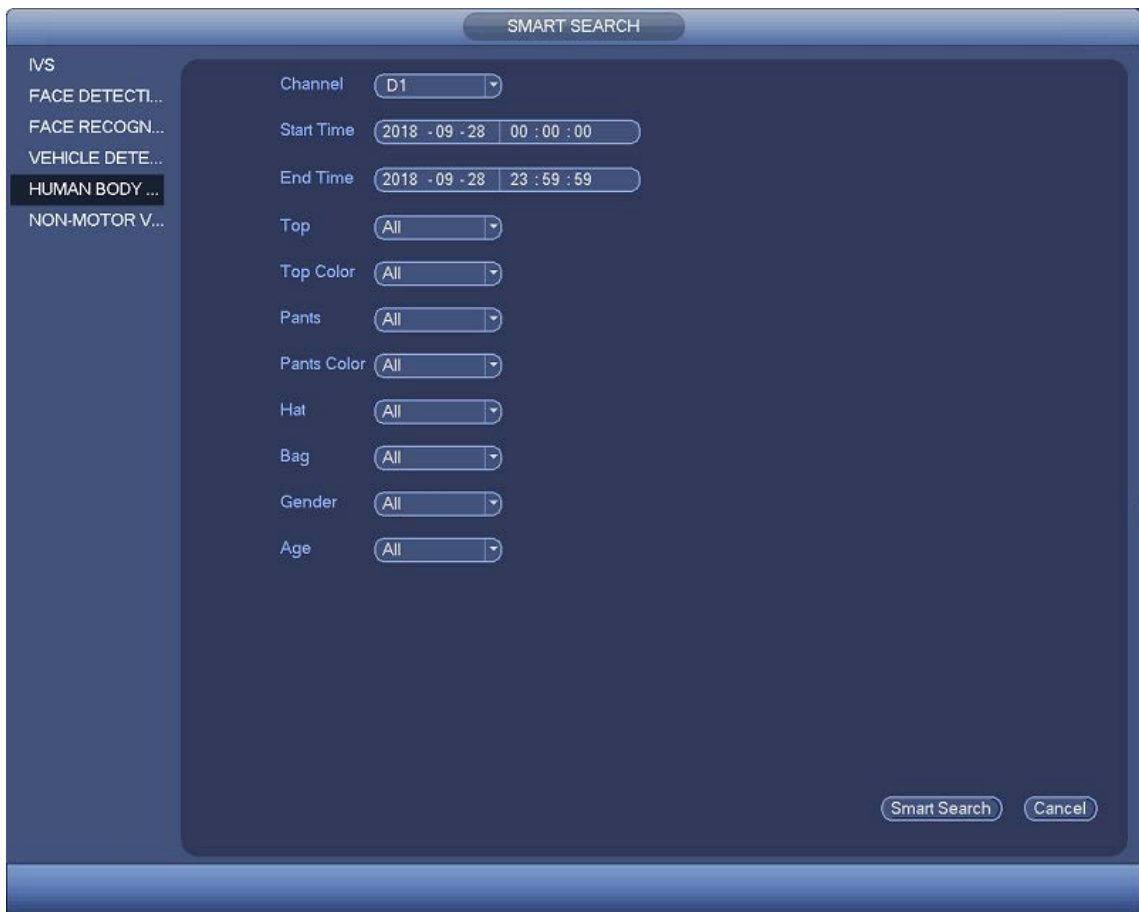 SMART SEARCH
IVS
FACE DETECTI...
FACE RECOGN...
VEHICLE DETE...
HUMAN BODY ...
NON-MOTOR V...
Channel D1
Start Time 2018 - 09 - 28 00 : 00 : 00
End Time 2018 - 09 - 28 23 : 59 : 59
Top All
Top Color All
Pants All
Pants Color All
Hat All
Bag All
Gender All
Age All
Smart Search Cancel